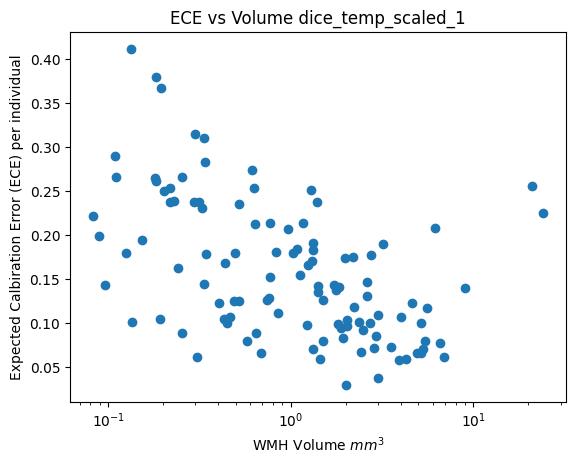 ECE vs Volume dice_temp_scaled_1
Expected Calbiration Error (ECE) per individual
0.40
0.35
0.30
0.25
0.20
0.15
0.10
0.05
10⁻¹ 10⁰ 10¹
WMH Volume mm³